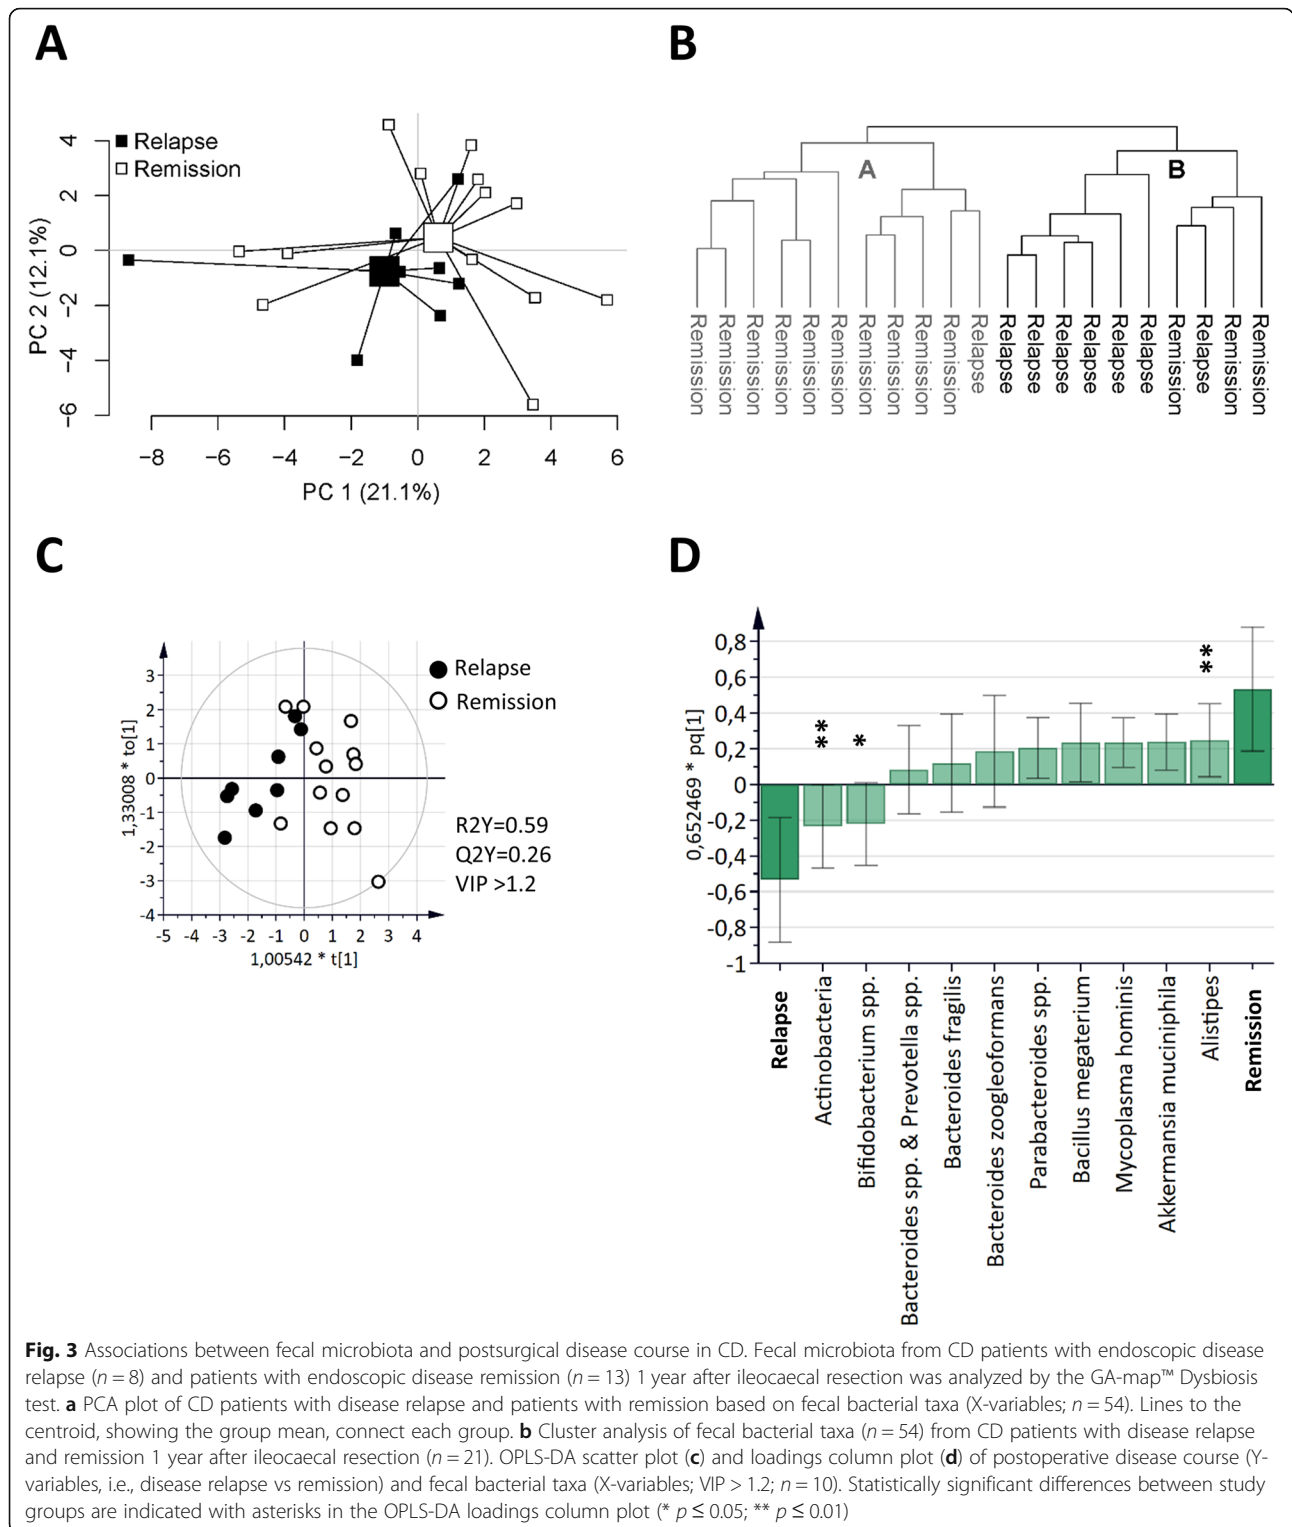 A
Relapse
Remission
4
2
0
−2
−4
−6
PC 2 (12.1%)
−8
−6
−4
−2
0
2
4
6
PC 1 (21.1%)
B
A
B
Remission
Remission
Remission
Remission
Remission
Remission
Remission
Remission
Remission
Remission
Relapse
Relapse
Relapse
Relapse
Relapse
Relapse
Relapse
Remission
Relapse
Remission
Remission
C
Relapse
Remission
3
2
1
0
-1
-2
-3
-4
1,33008 * to[1]
-5 -4 -3 -2 -1 0 1 2 3 4
1,00542 * t[1]
R2Y=0.59
Q2Y=0.26
VIP >1.2
D
0,8
0,6
0,4
0,2
0
-0,2
-0,4
-0,6
-0,8
-1
0,652469 * pq[1]
**
*
**
Relapse
Actinobacteria
Bifidobacterium spp.
Bacteroides spp. & Prevotella spp.
Bacteroides fragilis
Bacteroides zoogleoformans
Parabacteroides spp.
Bacillus megaterium
Mycoplasma hominis
Akkermansia muciniphila
Alistipes
Remission
Fig. 3 Associations between fecal microbiota and postsurgical disease course in CD. Fecal microbiota from CD patients with endoscopic disease
relapse (n = 8) and patients with endoscopic disease remission (n = 13) 1 year after ileocaecal resection was analyzed by the GA-map™ Dysbiosis
test. a PCA plot of CD patients with disease relapse and patients with remission based on fecal bacterial taxa (X-variables; n = 54). Lines to the
centroid, showing the group mean, connect each group. b Cluster analysis of fecal bacterial taxa (n = 54) from CD patients with disease relapse
and remission 1 year after ileocaecal resection (n = 21). OPLS-DA scatter plot (c) and loadings column plot (d) of postoperative disease course (Y-
variables, i.e., disease relapse vs remission) and fecal bacterial taxa (X-variables; VIP > 1.2; n = 10). Statistically significant differences between study
groups are indicated with asterisks in the OPLS-DA loadings column plot (* p ≤ 0.05; ** p ≤ 0.01)